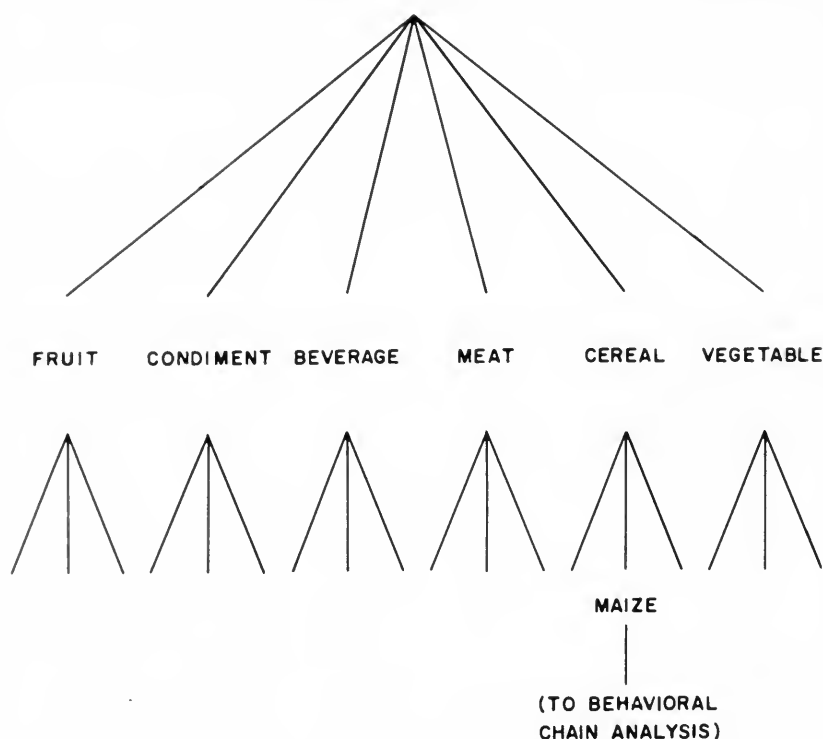 FRUIT CONDIMENT BEVERAGE MEAT CEREAL VEGETABLE
MAIZE
(TO BEHAVIORAL
CHAIN ANALYSIS)